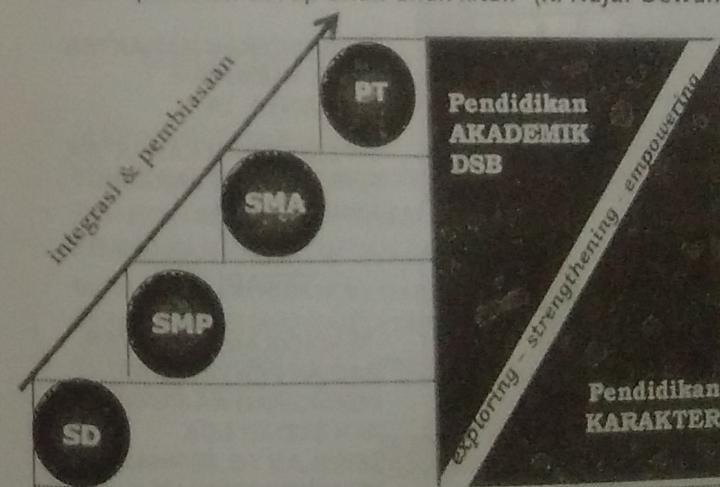 integrasi & pembiasaan
PT
SMA
SMP
SD
Pendidikan
AKADEMIK
DSB
exploring - strengthening - empowering
Pendidikan
KARAKTER